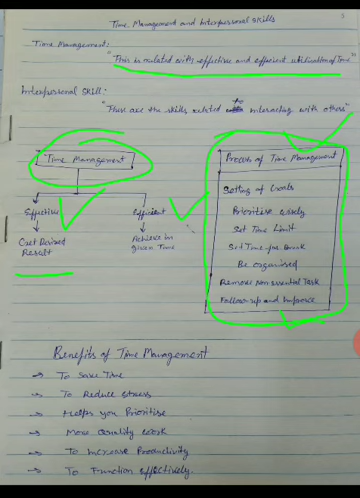 Time Management and Interpersonal Skills
Time Management:
"This is related with effective and efficient utilization of Time"
Interpersonal Skill:
"These are the skills related to interacting with others"
Time Management
Effective
Efficient
Get Desired Result
Achieve in given Time
Process of Time Management
Setting of Goals
Prioritise wisely
Set Time Limit
Set Time for Break
Be organised
Remove Non essential Task
Follow up and Improve
Benefits of Time Management
→ To Save Time
→ To Reduce Stress
→ Helps you Prioritise
→ More Quality Work
→ To Increase Productivity
→ To Function effectively.